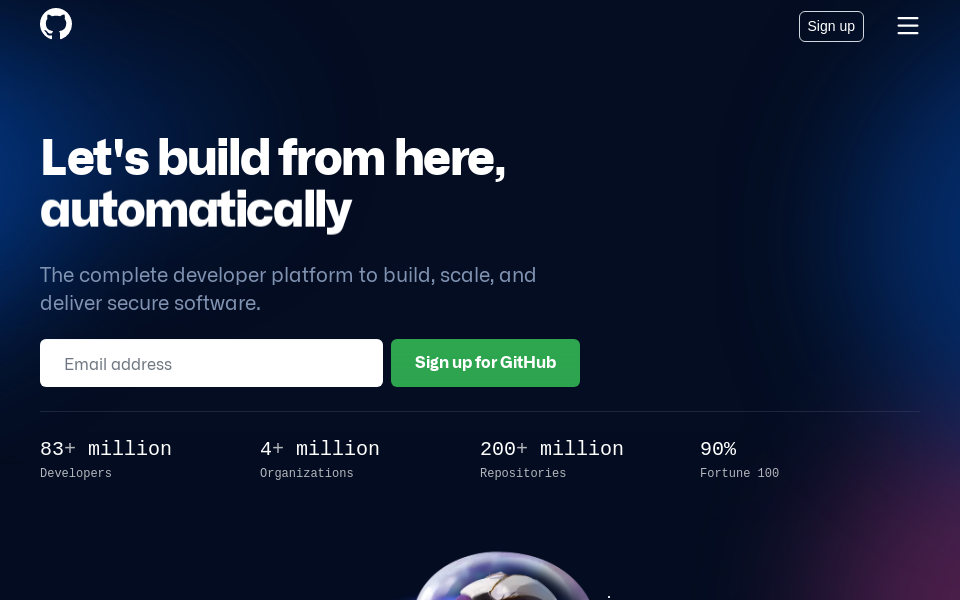 Sign up
Let's build from here,
automatically
The complete developer platform to build, scale, and
deliver secure software.
Email address
Sign up for GitHub
83+ million
Developers
4+ million
Organizations
200+ million
Repositories
90%
Fortune 100